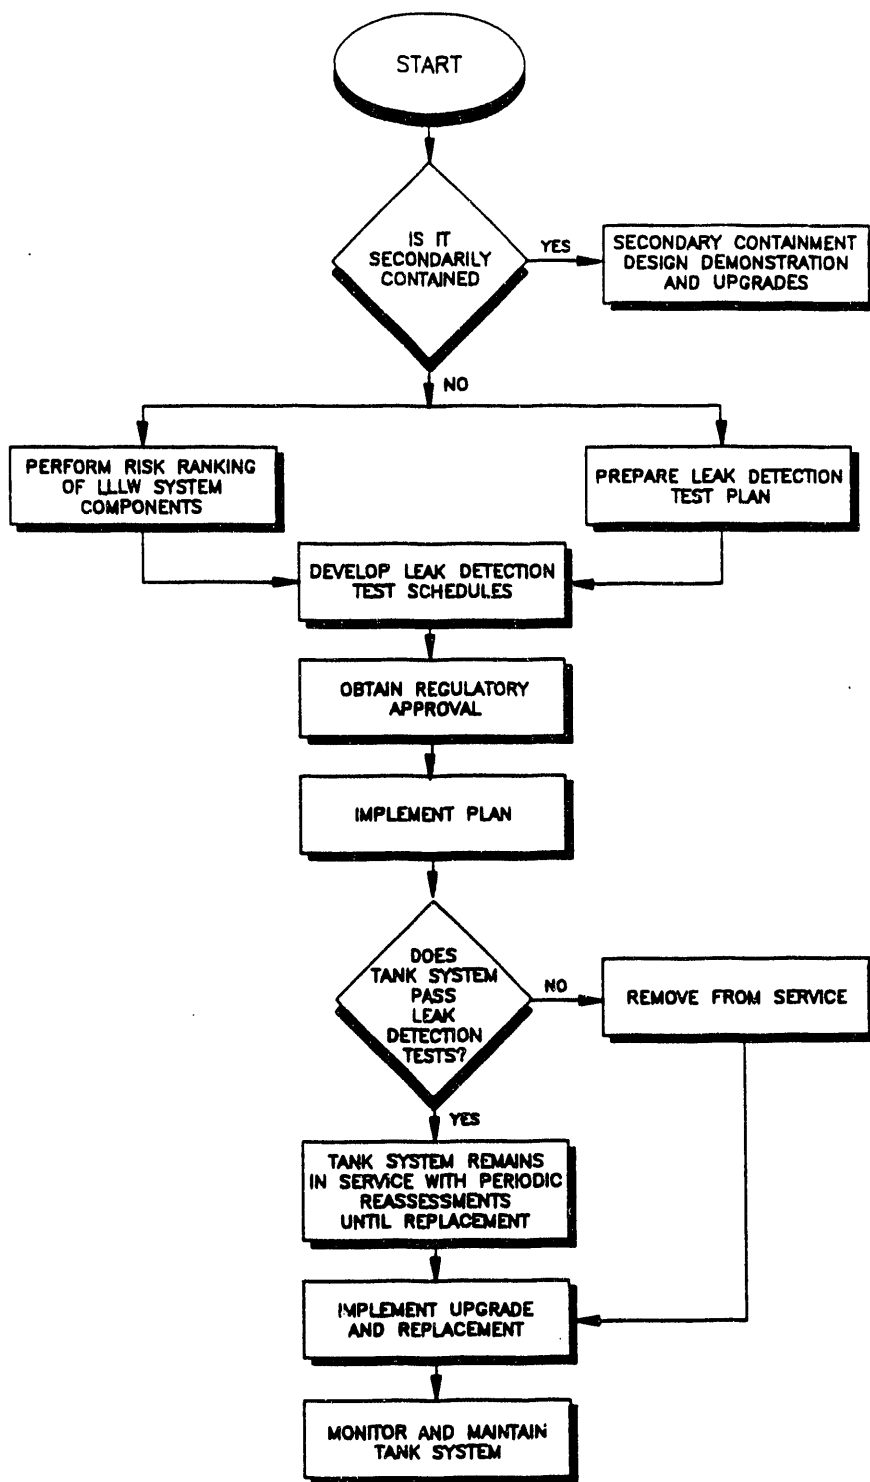 START
IS IT
SECONDARILY
CONTAINED
YES
SECONDARY CONTAINMENT
DESIGN DEMONSTRATION
AND UPGRADES
NO
PERFORM RISK RANKING
OF LLLW SYSTEM
COMPONENTS
PREPARE LEAK DETECTION
TEST PLAN
DEVELOP LEAK DETECTION
TEST SCHEDULES
OBTAIN REGULATORY
APPROVAL
IMPLEMENT PLAN
DOES
TANK SYSTEM
PASS
LEAK
DETECTION
TESTS?
NO
REMOVE FROM SERVICE
YES
TANK SYSTEM REMAINS
IN SERVICE WITH PERIODIC
REASSESSMENTS
UNTIL REPLACEMENT
IMPLEMENT UPGRADE
AND REPLACEMENT
MONITOR AND MAINTAIN
TANK SYSTEM